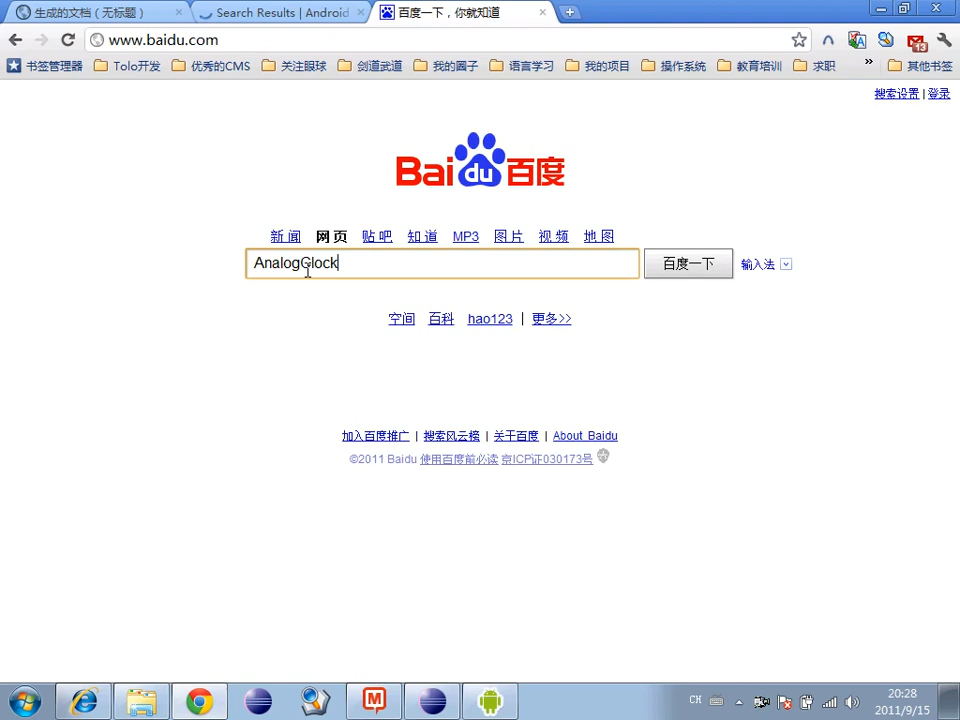 生成的文档（无标题）
Search Results | Android
百度一下，你就知道
www.baidu.com
书签管理器 Tolo开发 优秀的CMS 关注眼球 剑道武道 我的圈子 语言学习 我的项目 操作系统 教育培训 求职 » 其他书签
搜索设置 | 登录
Bai du 百度
新闻 网页 贴吧 知道 MP3 图片 视频 地图
AnalogClock 百度一下 输入法
空间 百科 hao123 | 更多>>
加入百度推广 | 搜索风云榜 | 关于百度 | About Baidu
©2011 Baidu 使用百度前必读 京ICP证030173号
CH
20:28
2011/9/15
13